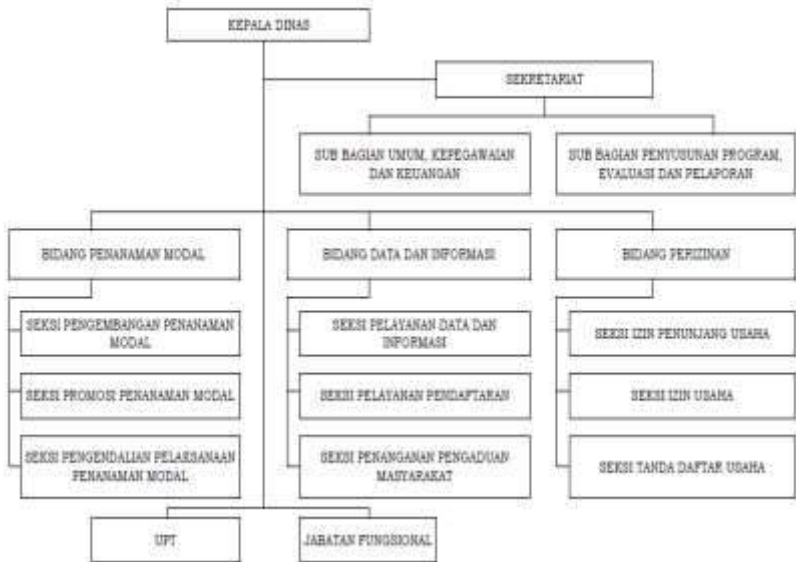 KEPALA DINAS
SEKRETARIAT
SUB BAGIAN UMUM, KEPEGAWAIAN
DAN KEUANGAN
SUB BAGIAN PENYUSUNAN PROGRAM,
EVALUASI DAN PELAPORAN
BIDANG PENANAMAN MODAL
BIDANG DATA DAN INFORMASI
BIDANG PERIZINAN
SEKSI PENGEMBANGAN PENANAMAN
MODAL
SEKSI PROMOSI PENANAMAN MODAL
SEKSI PENGENDALIAN PELAKSANAAN
PENANAMAN MODAL
SEKSI PELAYANAN DATA DAN
INFORMASI
SEKSI PELAYANAN PENDAFTARAN
SEKSI PENANGANAN PENGADUAN
MASYARAKAT
SEKSI IZIN PENUNJANG USAHA
SEKSI IZIN USAHA
SEKSI TANDA DAFTAR USAHA
UPT
JABATAN FUNGSIONAL